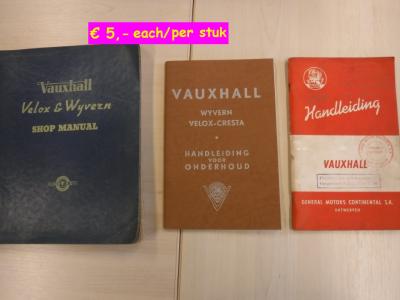 € 5,- each/per stuk
Vauxhall
Velox & Wyvern
SHOP MANUAL
VAUXHALL
WYVERN
VELOX-CRESTA
HANDLEIDING
VOOR
ONDERHOUD
Handleiding
VAUXHALL
GENERAL MOTORS CONTINENTAL S.A.
ANTWERPEN